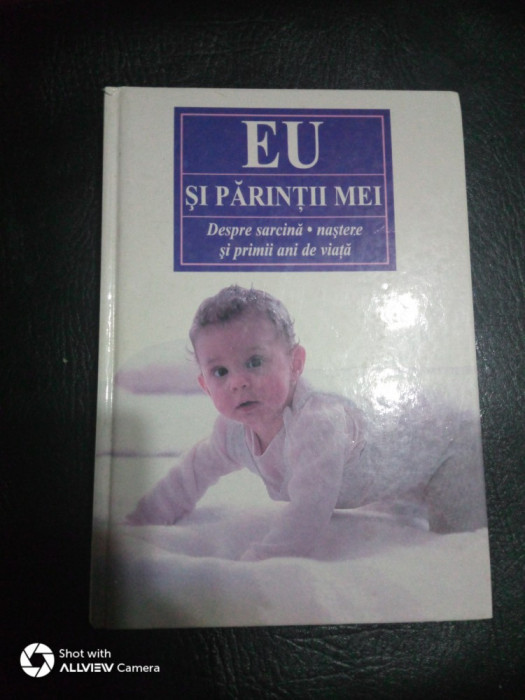 EU
ȘI PĂRINȚII MEI
Despre sarcină • naștere
și primii ani de viață
Shot with
ALLVIEW Camera